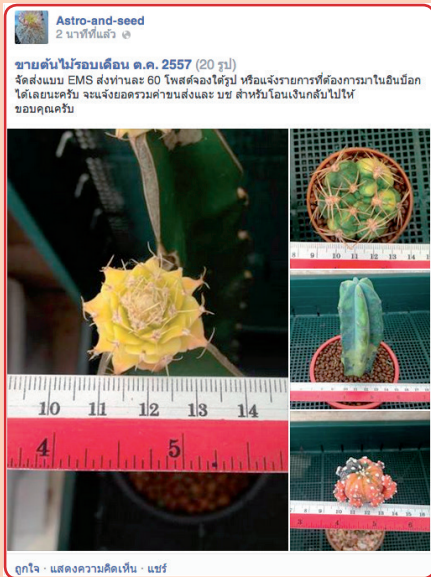 Astro-and-seed
2 นาทีที่แล้ว
ขายต้นไม้รอบเดือน ต.ค. 2557 (20 รูป)
จัดส่งแบบ EMS ส่งท่านละ 60 โพสต์จองใต้รูป หรือแจ้งรายการที่ต้องการมาในอินบ็อก
ได้เลยนะครับ จะแจ้งยอดรวมค่าขนส่งและ บช สำหรับโอนเงินกลับไปให้
ขอบคุณครับ
10 11 12 13 14
4 5
8 9 10 11 12 13 14
ถูกใจ · แสดงความคิดเห็น · แชร์